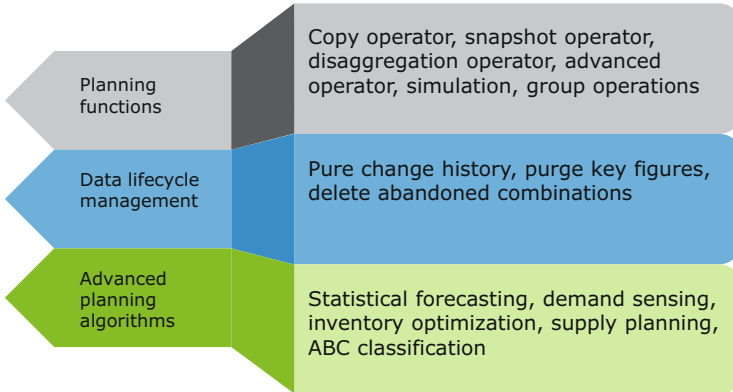 Planning
functions
Copy operator, snapshot operator,
disaggregation operator, advanced
operator, simulation, group operations
Data lifecycle
management
Pure change history, purge key figures,
delete abandoned combinations
Advanced
planning
algorithms
Statistical forecasting, demand sensing,
inventory optimization, supply planning,
ABC classification